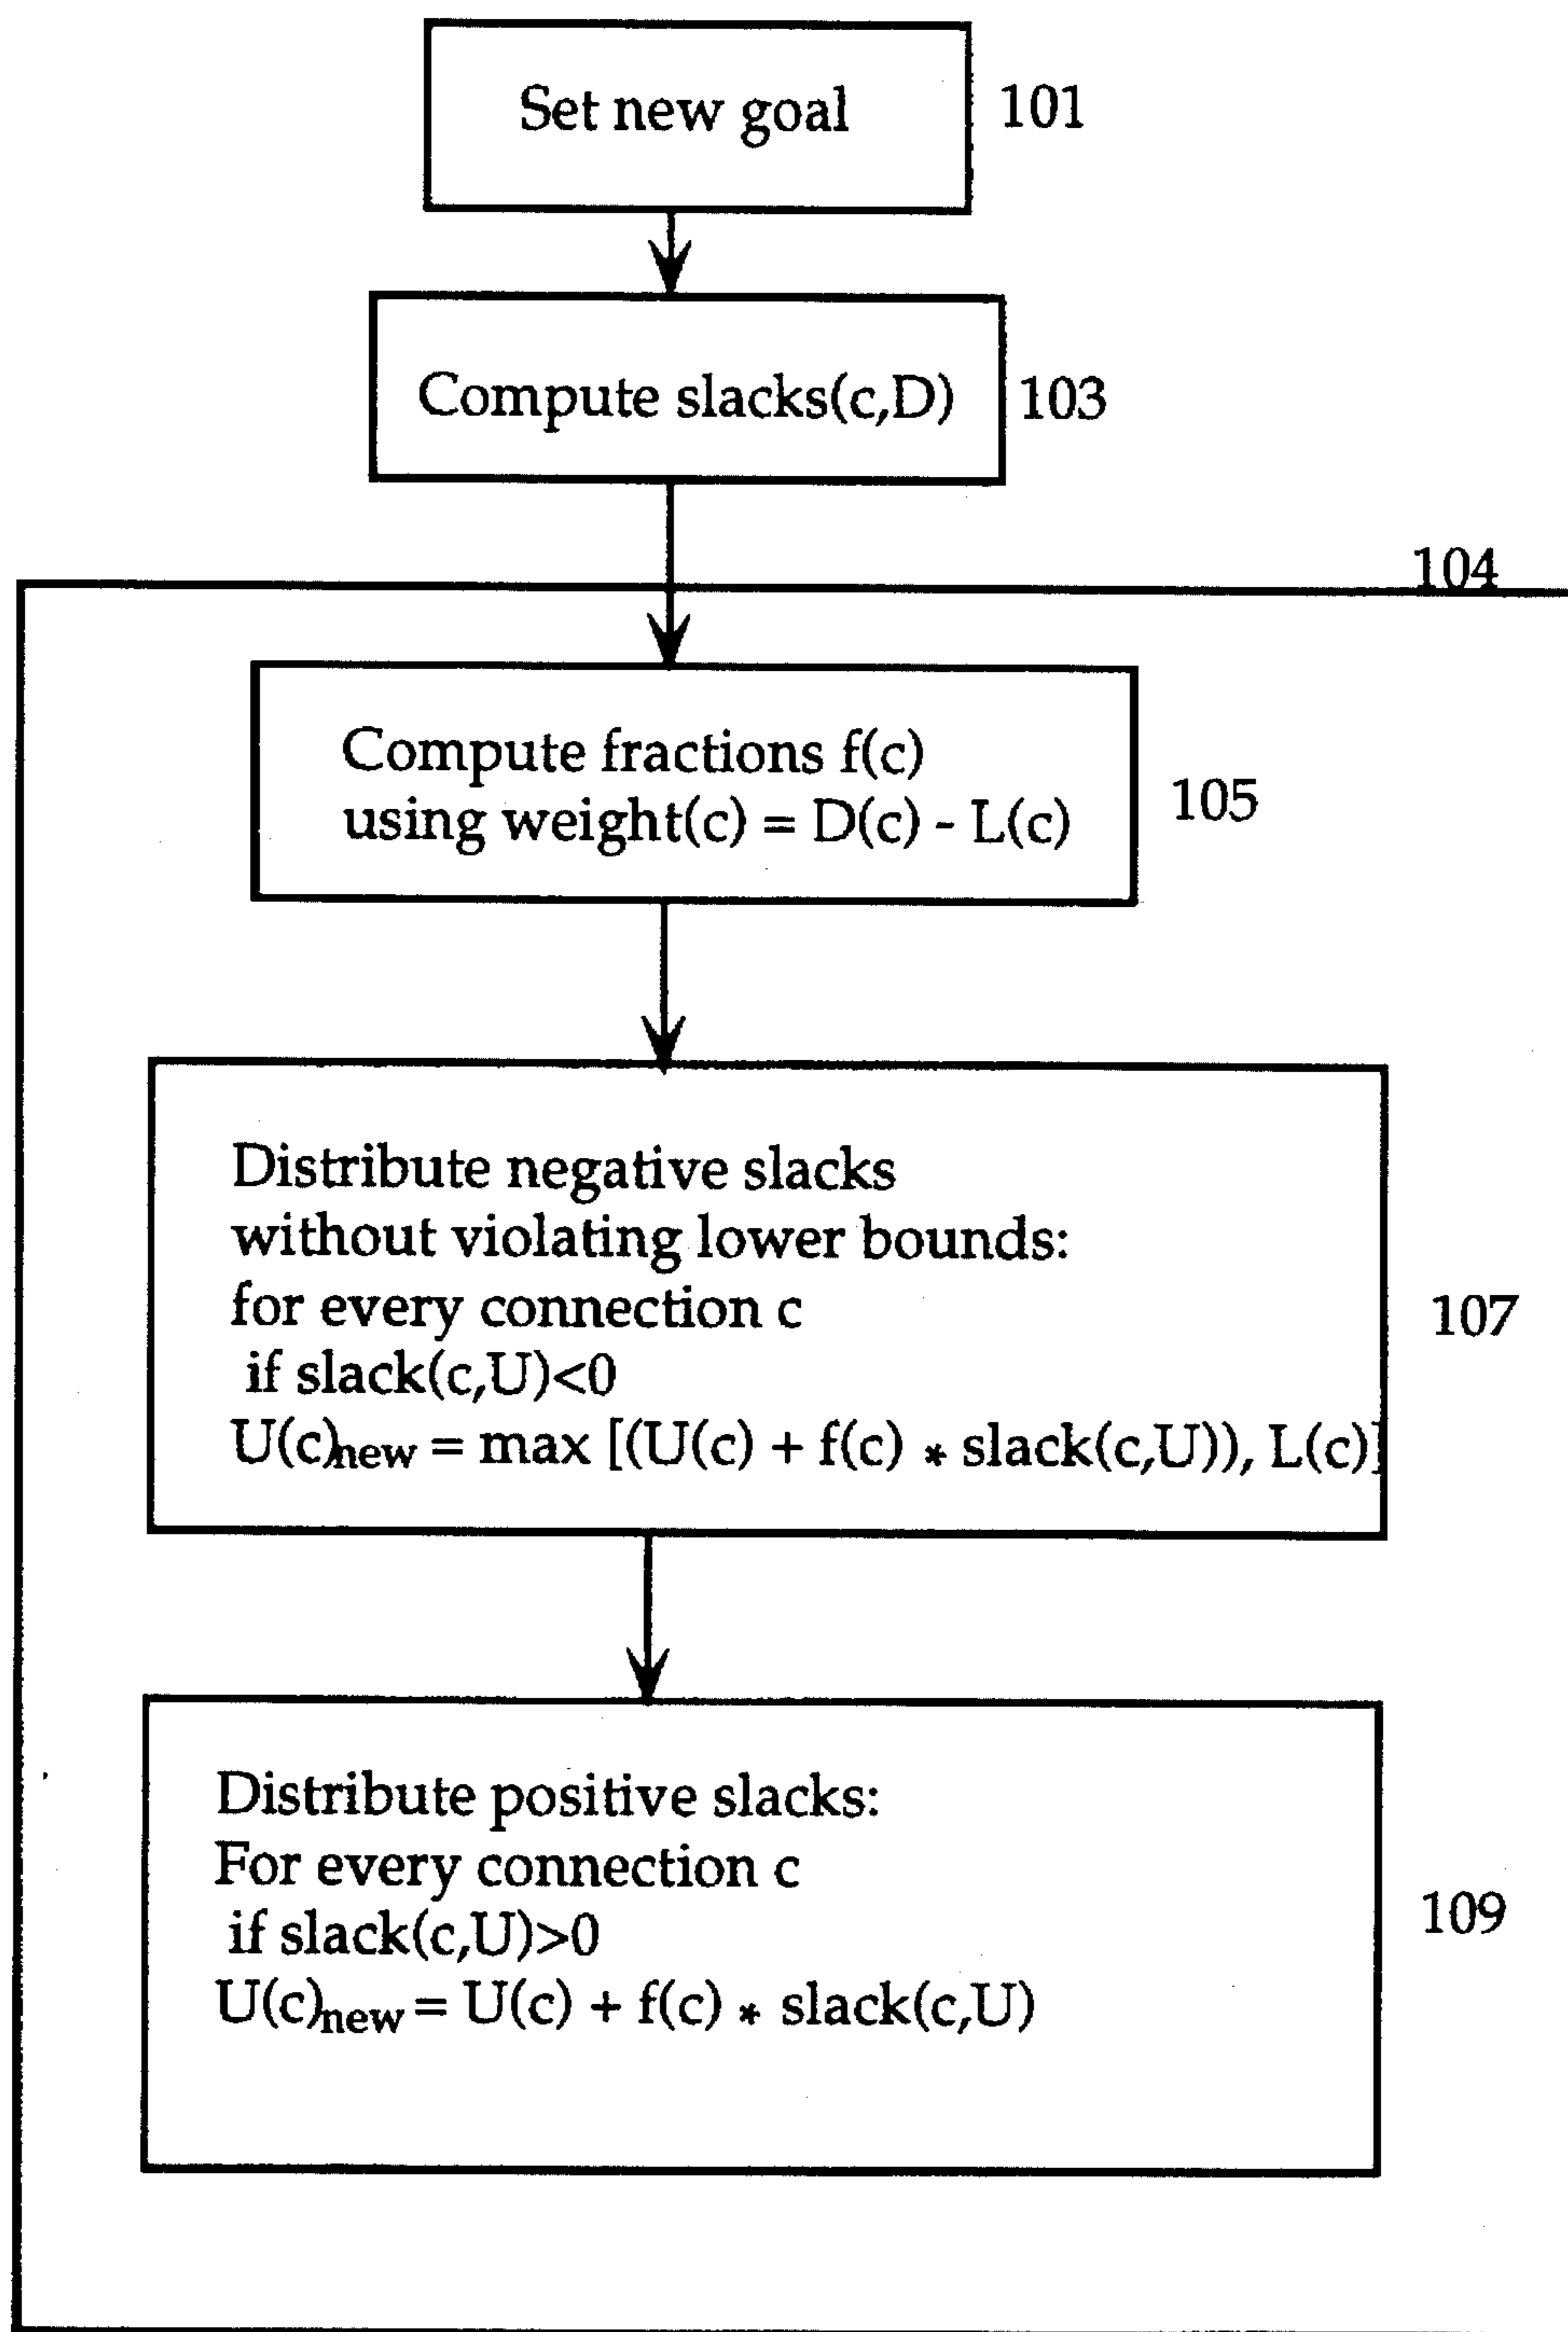 Set new goal
101
Compute slacks(c,D)
103
104
Compute fractions f(c)
using weight(c) = D(c) - L(c)
105
Distribute negative slacks
without violating lower bounds:
for every connection c
if slack(c,U)<0
U(c)new = max [(U(c) + f(c) * slack(c,U)), L(c)]
107
Distribute positive slacks:
For every connection c
if slack(c,U)>0
U(c)new = U(c) + f(c) * slack(c,U)
109